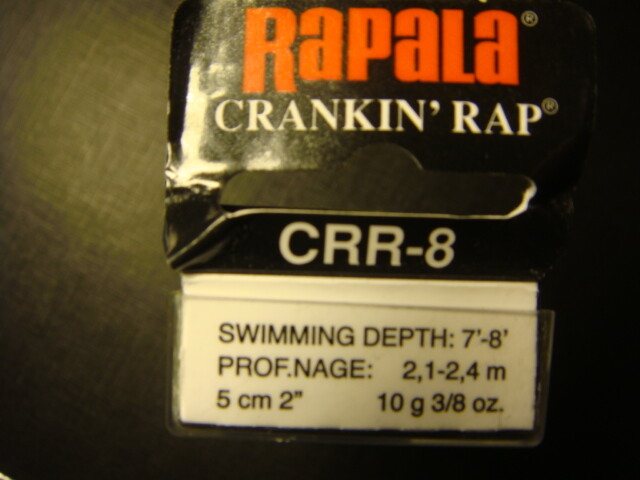 RAPALA®
CRANKIN' RAP®
CRR-8
SWIMMING DEPTH: 7'-8'
PROF.NAGE: 2,1-2,4 m
5 cm 2" 10 g 3/8 oz.